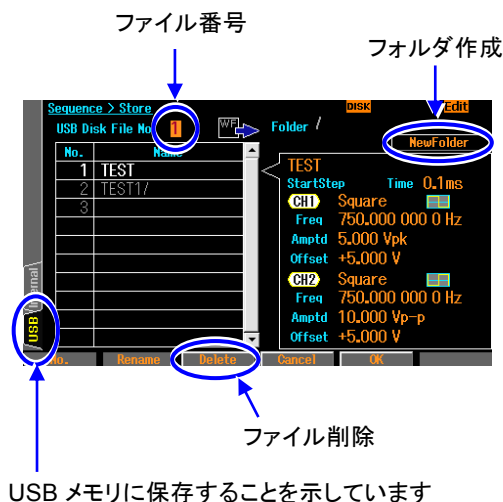 ファイル番号
フォルダ作成
Sequence > Store
DISK
Edit
USB Disk File No 1
WF
Folder /
NewFolder
No. Name
1 TEST
2 TEST1/
3
TEST
StartStep Time 0.1ms
CH1 Square
Freq 750.000 000 0 Hz
Amptd 5.000 Vpk
Offset +5.000 V
CH2 Square
Freq 750.000 000 0 Hz
Amptd 10.000 Vp-p
Offset +5.000 V
Internal
USB
No. Rename Delete Cancel OK
ファイル削除
USB メモリに保存することを示しています